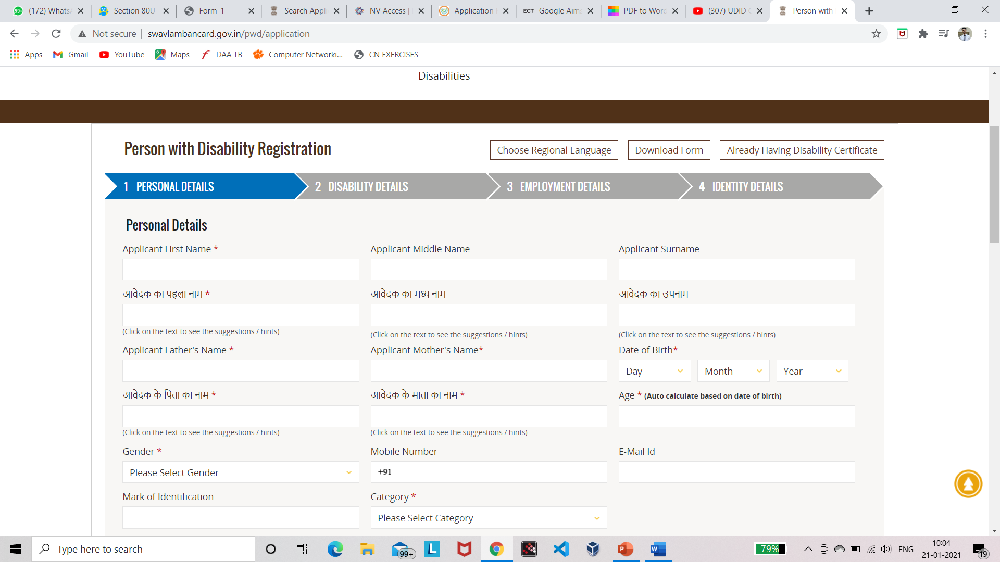 (172) Whats
Section 80U
Form-1
Search Appli
NV Access |
Application
ECT Google Aims
PDF to Word
(307) UDID
Person with
Not secure | swavlambancard.gov.in/pwd/application
Apps Gmail YouTube Maps DAA TB Computer Networki... CN EXERCISES
Disabilities
Person with Disability Registration
Choose Regional Language
Download Form
Already Having Disability Certificate
1 PERSONAL DETAILS
2 DISABILITY DETAILS
3 EMPLOYMENT DETAILS
4 IDENTITY DETAILS
Personal Details
Applicant First Name *
Applicant Middle Name
Applicant Surname
आवेदक का पहला नाम *
आवेदक का मध्य नाम
आवेदक का उपनाम
(Click on the text to see the suggestions / hints)
(Click on the text to see the suggestions / hints)
(Click on the text to see the suggestions / hints)
Applicant Father's Name *
Applicant Mother's Name*
Date of Birth*
Day
Month
Year
आवेदक के पिता का नाम *
आवेदक के माता का नाम *
Age * (Auto calculate based on date of birth)
(Click on the text to see the suggestions / hints)
(Click on the text to see the suggestions / hints)
Gender *
Mobile Number
E-Mail Id
Please Select Gender
+91
Mark of Identification
Category *
Please Select Category
Type here to search
99+
79%
ENG
10:04
21-01-2021
19